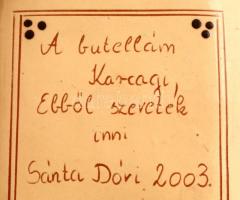 A butellám
Karcagi,
Ebből szeretek
inni
Sánta Dóri 2003.